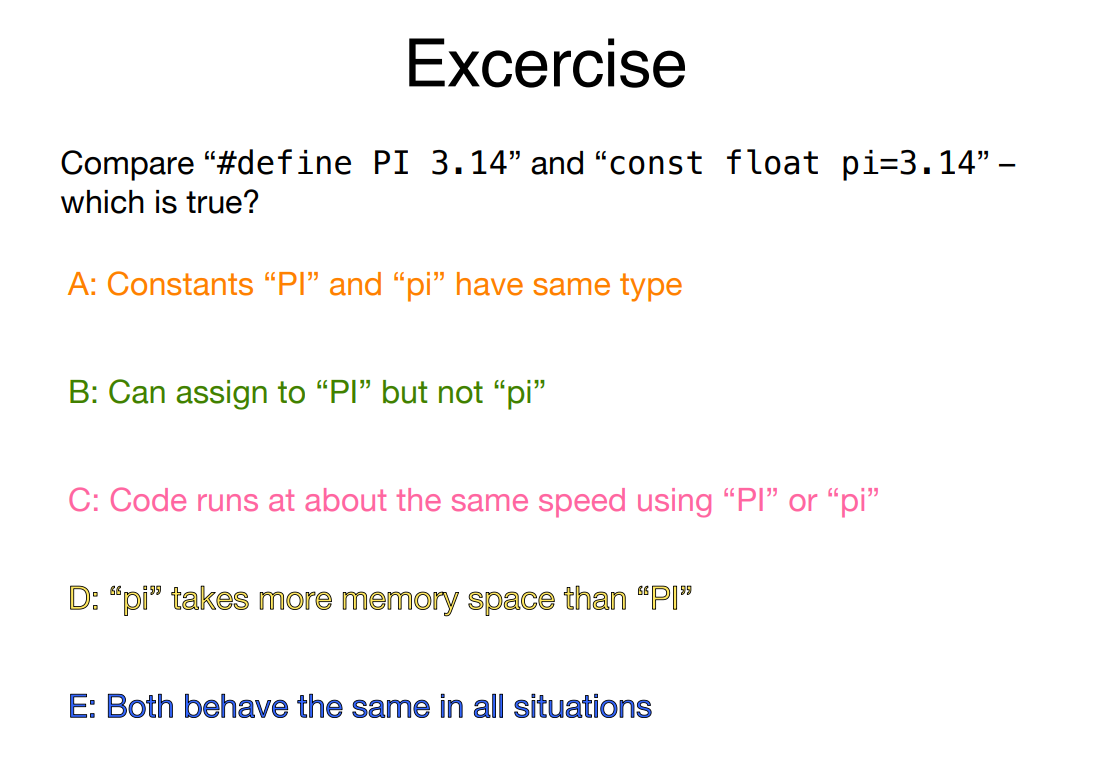 Excercise
Compare “#define PI 3.14” and “const float pi=3.14” –
which is true?
A: Constants “PI” and “pi” have same type
B: Can assign to “PI” but not “pi”
C: Code runs at about the same speed using “PI” or “pi”
D: “pi” takes more memory space than “PI”
E: Both behave the same in all situations